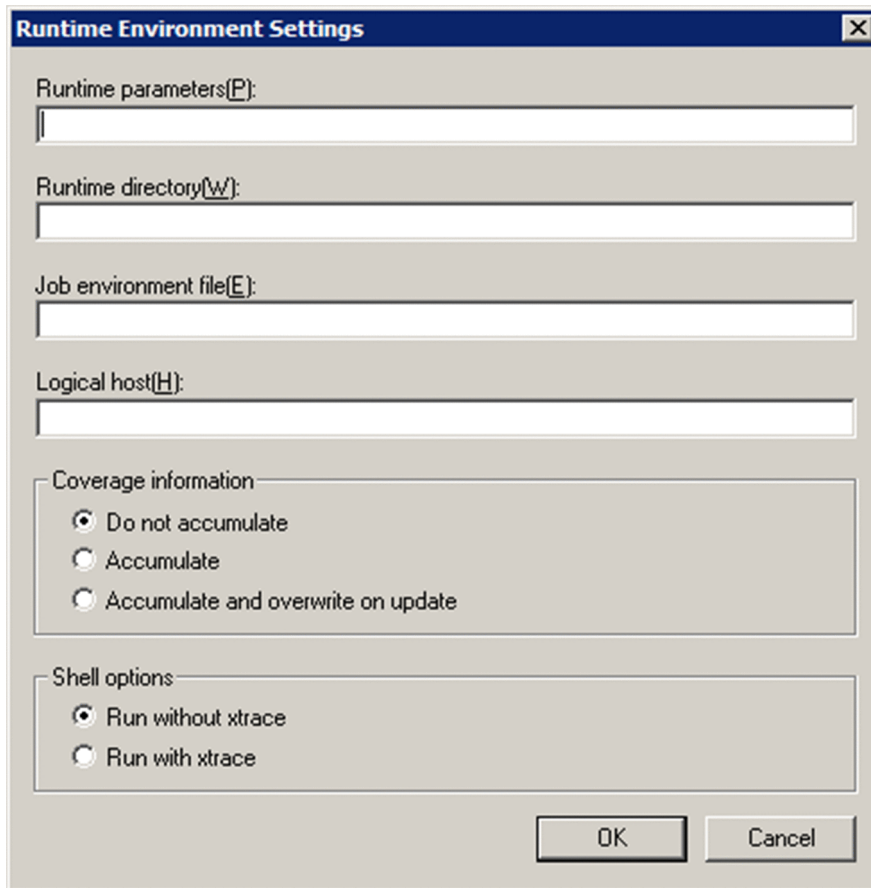 Runtime Environment Settings
Runtime parameters(P):
Runtime directory(W):
Job environment file(E):
Logical host(H):
Coverage information
Do not accumulate
Accumulate
Accumulate and overwrite on update
Shell options
Run without xtrace
Run with xtrace
OK Cancel